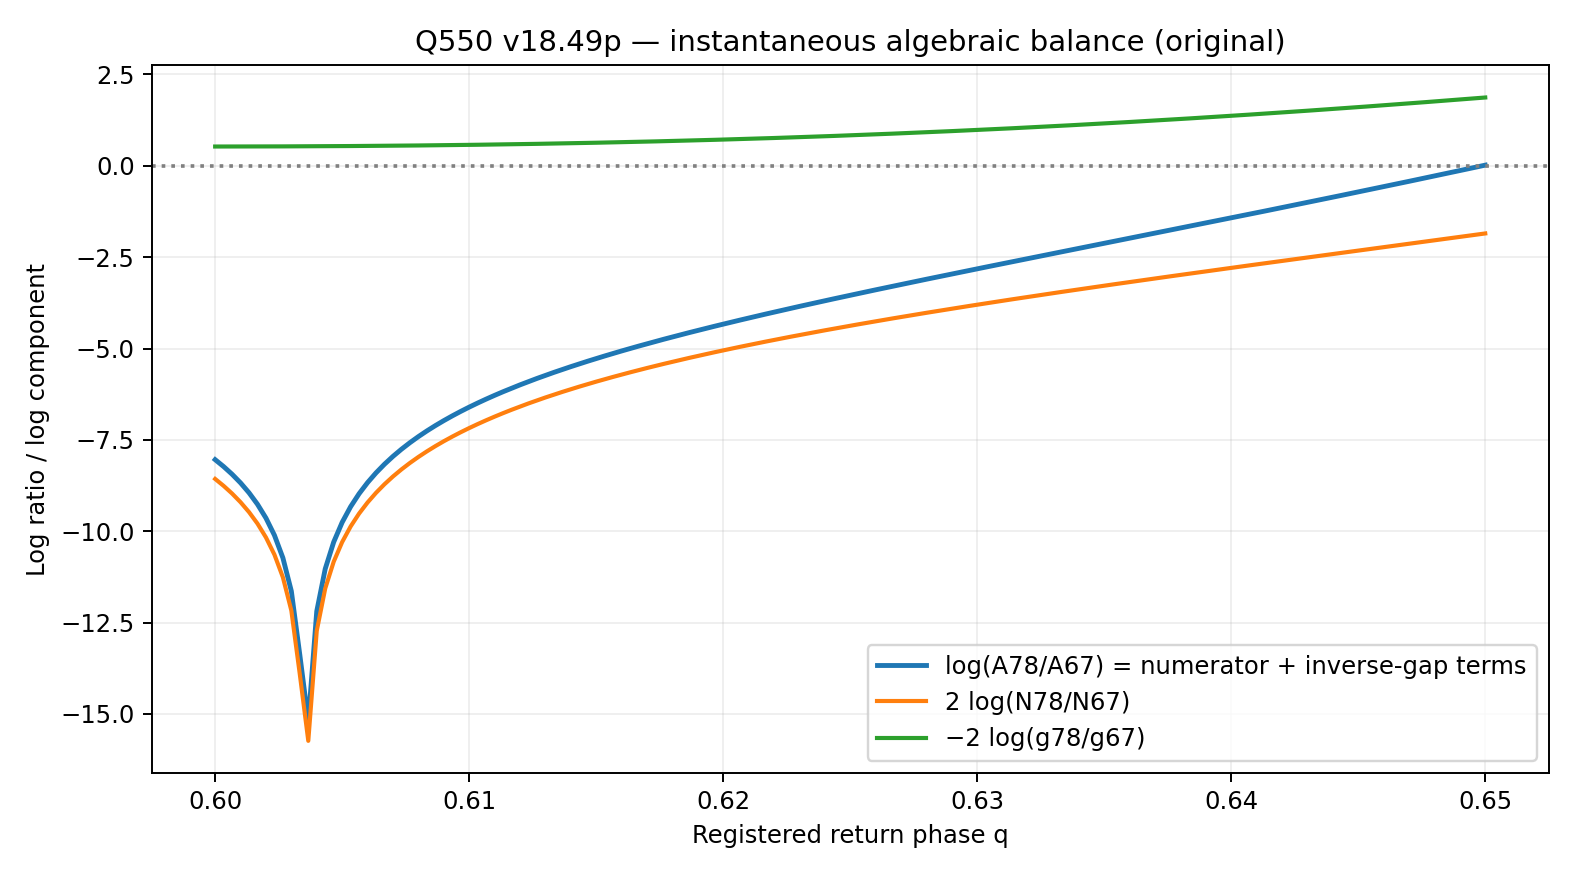 Q550 v18.49p — instantaneous algebraic balance (original)
Log ratio / log component
2.5
0.0
−2.5
−5.0
−7.5
−10.0
−12.5
−15.0
log(A78/A67) = numerator + inverse-gap terms
2 log(N78/N67)
−2 log(g78/g67)
0.60 0.61 0.62 0.63 0.64 0.65
Registered return phase q